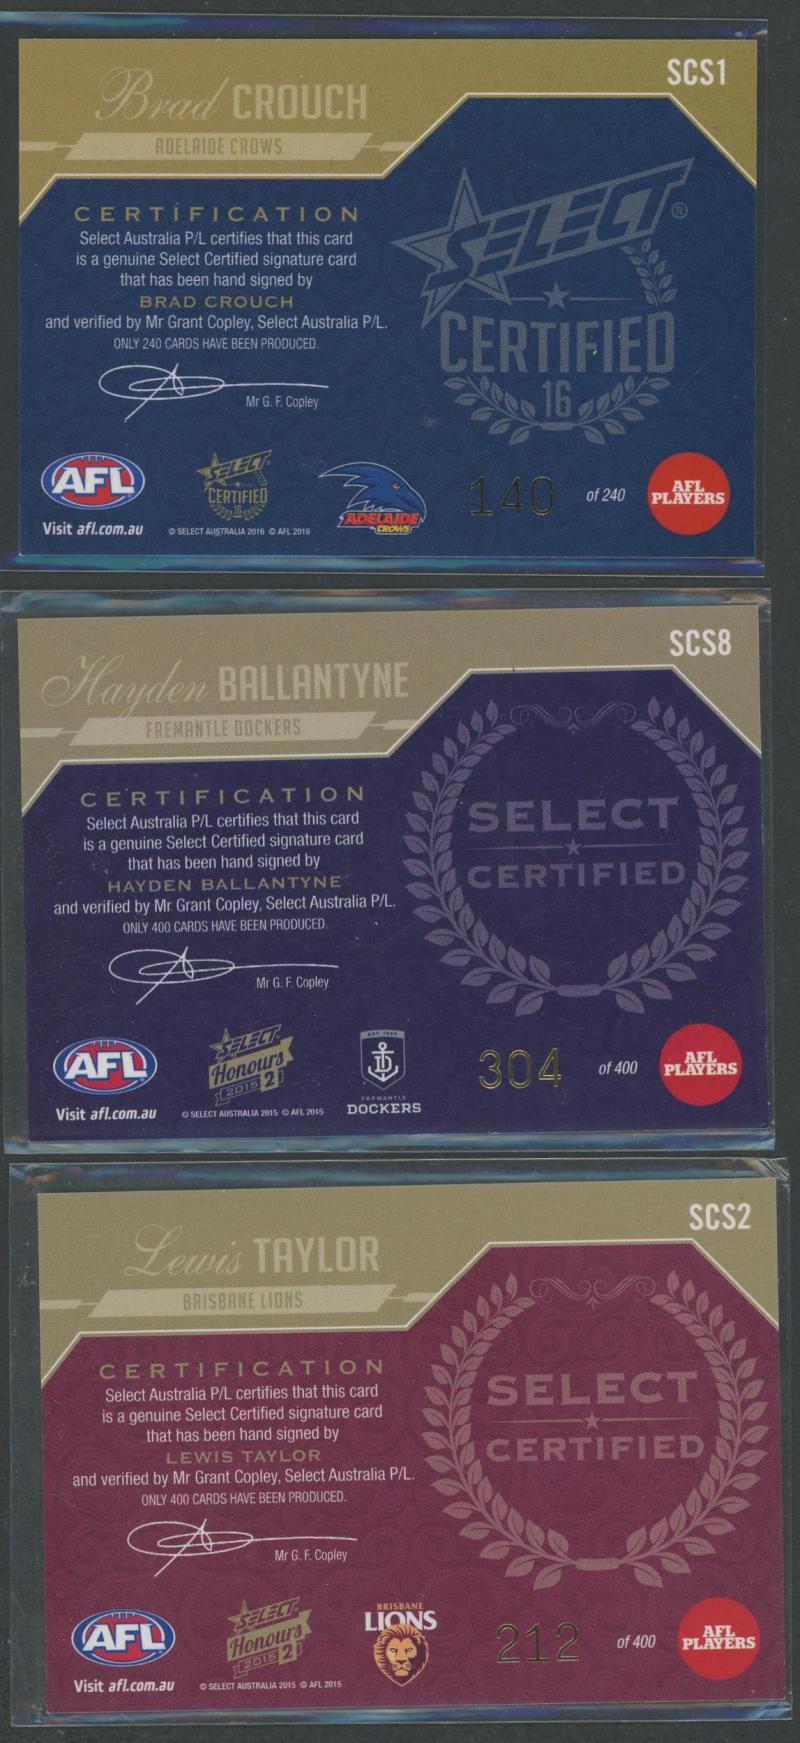 SCS1
Brad CROUCH
ADELAIDE CROWS
CERTIFICATION
Select Australia P/L certifies that this card
is a genuine Select Certified signature card
that has been hand signed by
BRAD CROUCH
and verified by Mr Grant Copley, Select Australia P/L.
ONLY 240 CARDS HAVE BEEN PRODUCED.
Mr G. F. Copley
SELECT®
CERTIFIED
16
AFL
Visit afl.com.au
SELECT
CERTIFIED
16
© SELECT AUSTRALIA 2016 © AFL 2016
ADELAIDE
CROWS
140 of 240
AFL
PLAYERS
SCS8
Hayden BALLANTYNE
FREMANTLE DOCKERS
CERTIFICATION
Select Australia P/L certifies that this card
is a genuine Select Certified signature card
that has been hand signed by
HAYDEN BALLANTYNE
and verified by Mr Grant Copley, Select Australia P/L.
ONLY 400 CARDS HAVE BEEN PRODUCED.
Mr G. F. Copley
SELECT
CERTIFIED
AFL
Visit afl.com.au
SELECT
Honours
2015 2
© SELECT AUSTRALIA 2015 © AFL 2015
FREMANTLE
DOCKERS
304 of 400
AFL
PLAYERS
SCS2
Lewis TAYLOR
BRISBANE LIONS
CERTIFICATION
Select Australia P/L certifies that this card
is a genuine Select Certified signature card
that has been hand signed by
LEWIS TAYLOR
and verified by Mr Grant Copley, Select Australia P/L.
ONLY 400 CARDS HAVE BEEN PRODUCED.
Mr G. F. Copley
SELECT
CERTIFIED
AFL
Visit afl.com.au
SELECT
Honours
2015 2
© SELECT AUSTRALIA 2015 © AFL 2015
BRISBANE
LIONS
212 of 400
AFL
PLAYERS